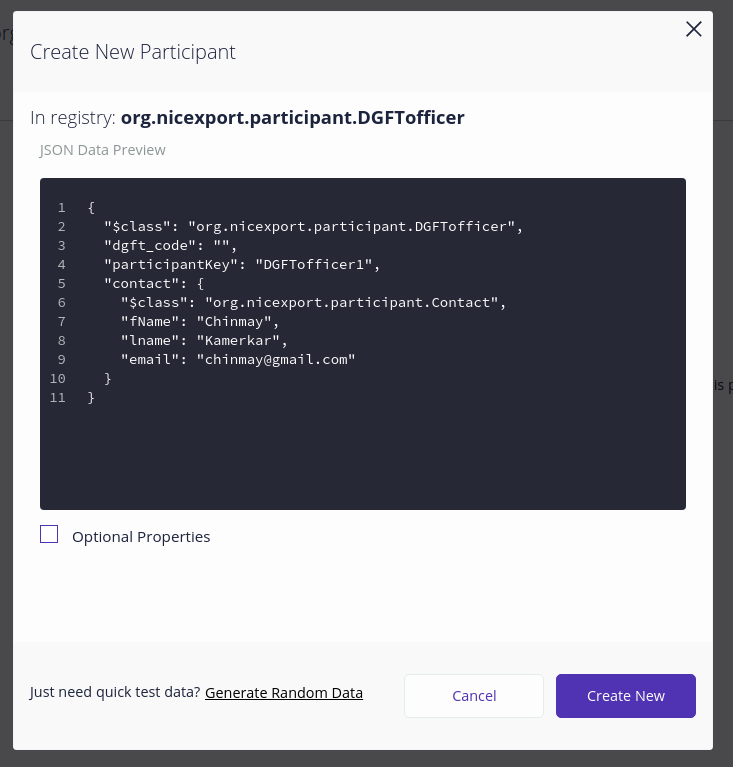 Create New Participant
In registry: org.nicexport.participant.DGFTofficer
JSON Data Preview
1 {
2 "$class": "org.nicexport.participant.DGFTofficer",
3 "dgft_code": "",
4 "participantKey": "DGFTofficer1",
5 "contact": {
6 "$class": "org.nicexport.participant.Contact",
7 "fName": "Chinmay",
8 "lname": "Kamerkar",
9 "email": "chinmay@gmail.com"
10 }
11 }
Optional Properties
Just need quick test data? Generate Random Data
Cancel
Create New